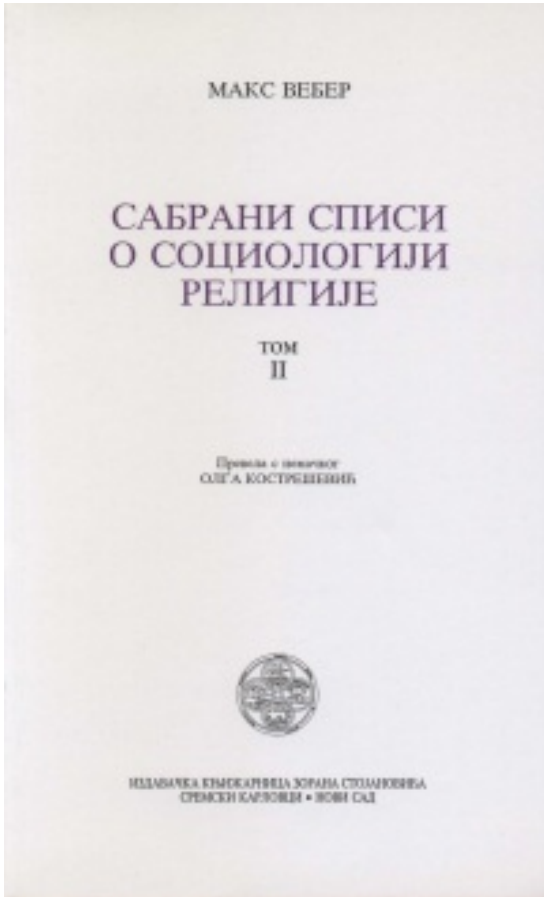 МАКС ВЕБЕР
САБРАНИ СПИСИ
О СОЦИОЛОГИЈИ
РЕЛИГИЈЕ
ТОМ
II
Превела с немачког
ОЛГА КОСТРЕШЕВИЋ
ИЗДАВАЧКА КЊИЖАРНИЦА ЗОРАНА СТОЈАНОВИЋА
СРЕМСКИ КАРЛОВЦИ • НОВИ САД